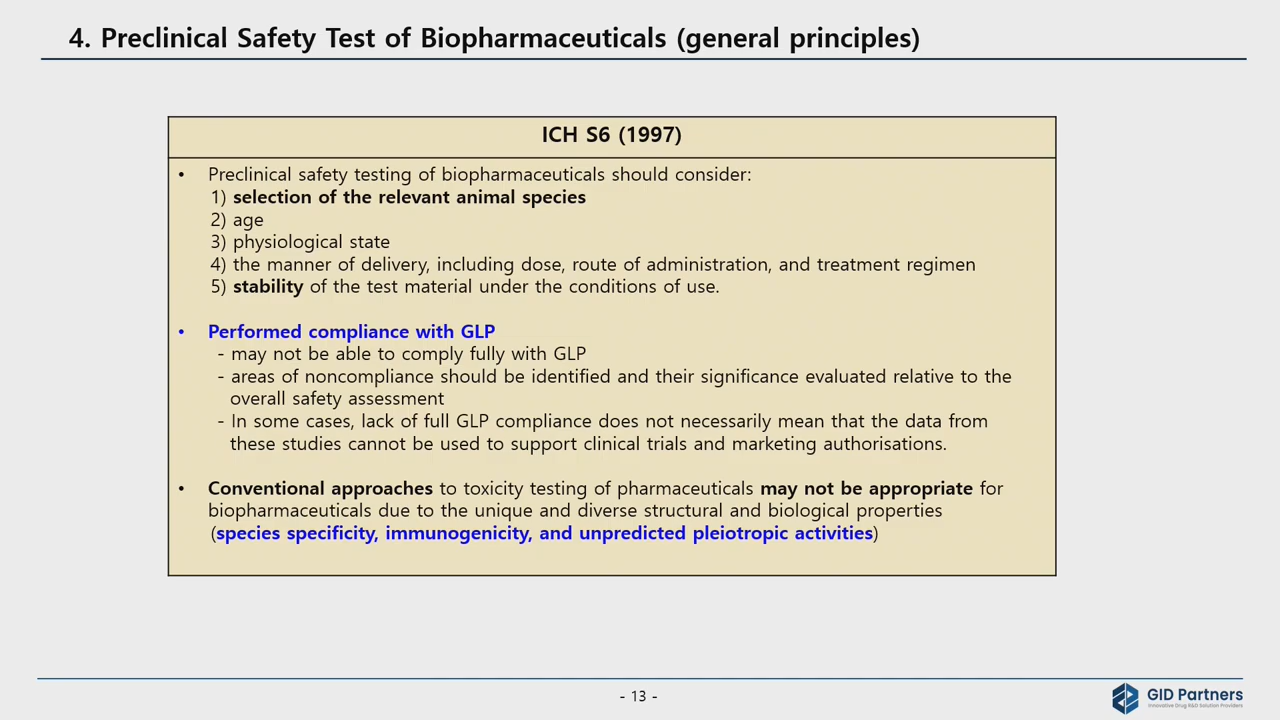 4. Preclinical Safety Test of Biopharmaceuticals (general principles)
ICH S6 (1997)
• Preclinical safety testing of biopharmaceuticals should consider:
1) selection of the relevant animal species
2) age
3) physiological state
4) the manner of delivery, including dose, route of administration, and treatment regimen
5) stability of the test material under the conditions of use.
• Performed compliance with GLP
- may not be able to comply fully with GLP
- areas of noncompliance should be identified and their significance evaluated relative to the
overall safety assessment
- In some cases, lack of full GLP compliance does not necessarily mean that the data from
these studies cannot be used to support clinical trials and marketing authorisations.
• Conventional approaches to toxicity testing of pharmaceuticals may not be appropriate for
biopharmaceuticals due to the unique and diverse structural and biological properties
(species specificity, immunogenicity, and unpredicted pleiotropic activities)
- 13 -
GID Partners
Innovative Drug R&D Solution Providers